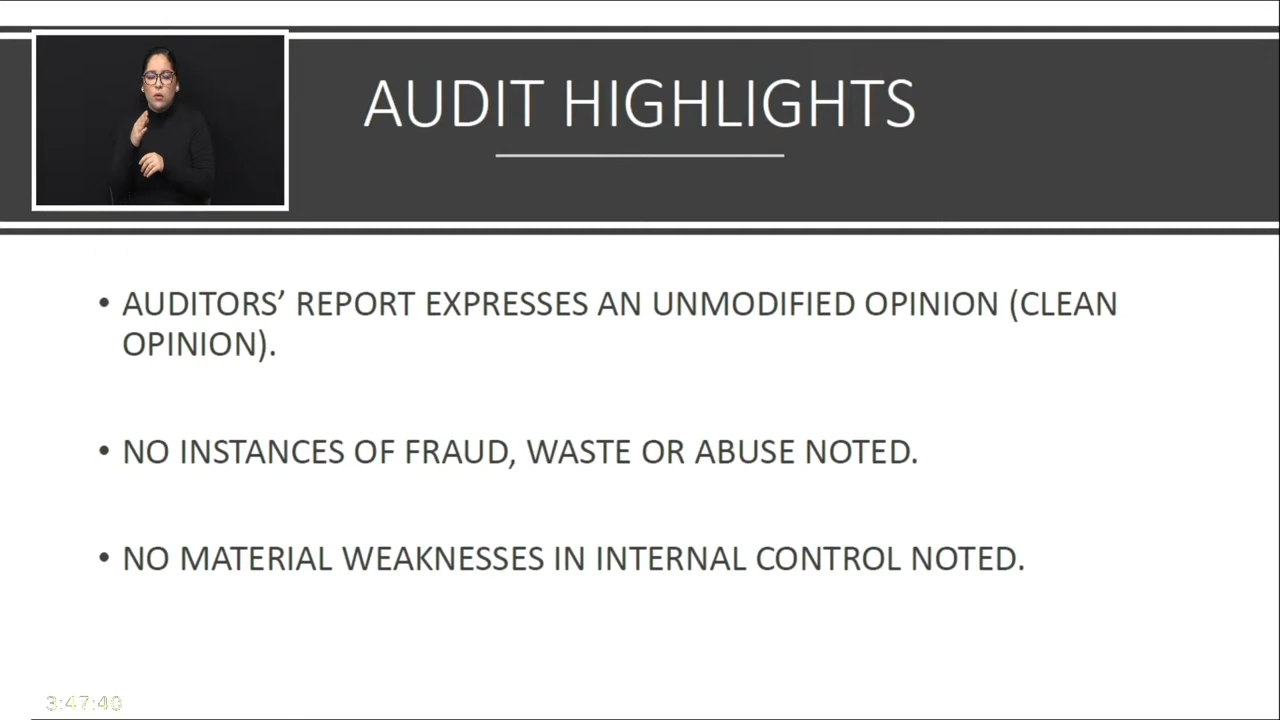 AUDIT HIGHLIGHTS
• AUDITORS’ REPORT EXPRESSES AN UNMODIFIED OPINION (CLEAN
OPINION).
• NO INSTANCES OF FRAUD, WASTE OR ABUSE NOTED.
• NO MATERIAL WEAKNESSES IN INTERNAL CONTROL NOTED.
3:47:40